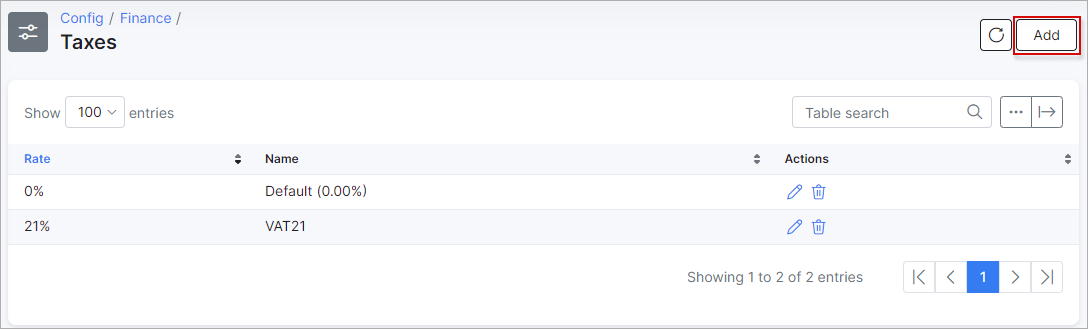 Config / Finance /
Taxes
Add
Show 100 entries
Table search
Rate Name Actions
0% Default (0.00%)
21% VAT21
Showing 1 to 2 of 2 entries
1